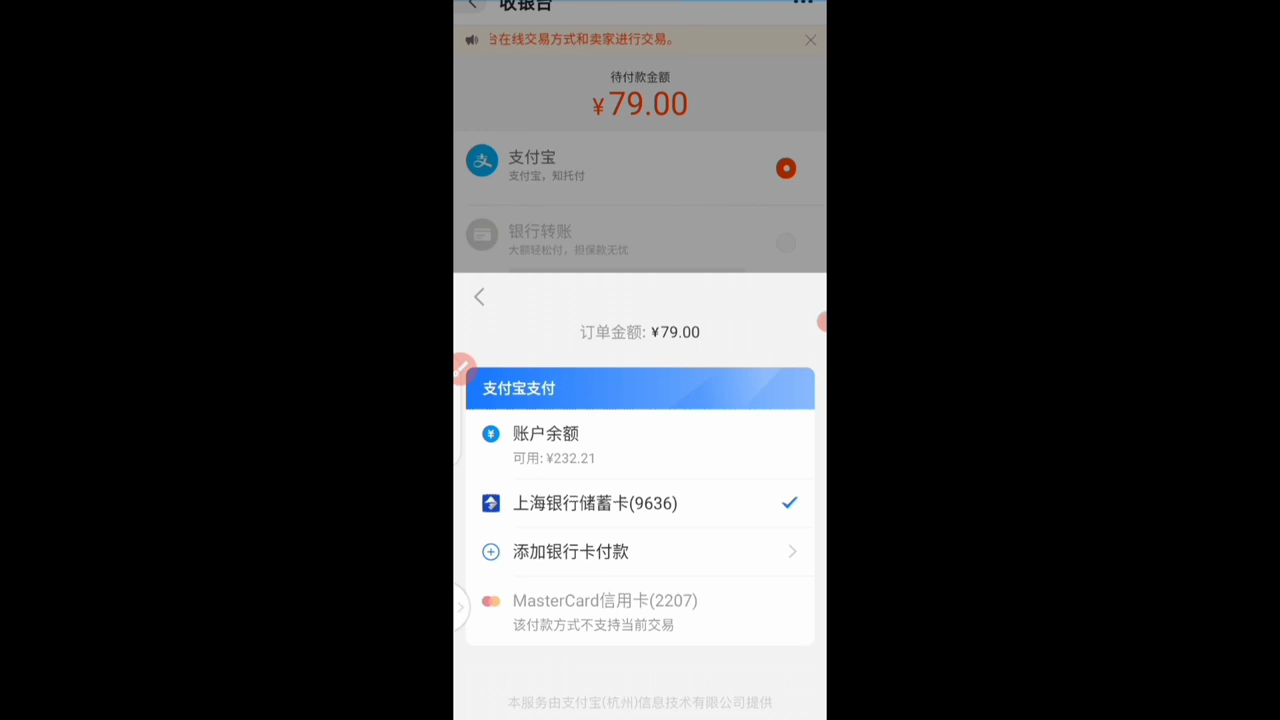 收银台
台在线交易方式和卖家进行交易。
待付款金额
¥79.00
支付宝
支付宝，知托付
银行转账
大额轻松付，担保款无忧
订单金额: ¥79.00
支付宝支付
账户余额
可用: ¥232.21
上海银行储蓄卡(9636)
添加银行卡付款
MasterCard信用卡(2207)
该付款方式不支持当前交易
本服务由支付宝(杭州)信息技术有限公司提供